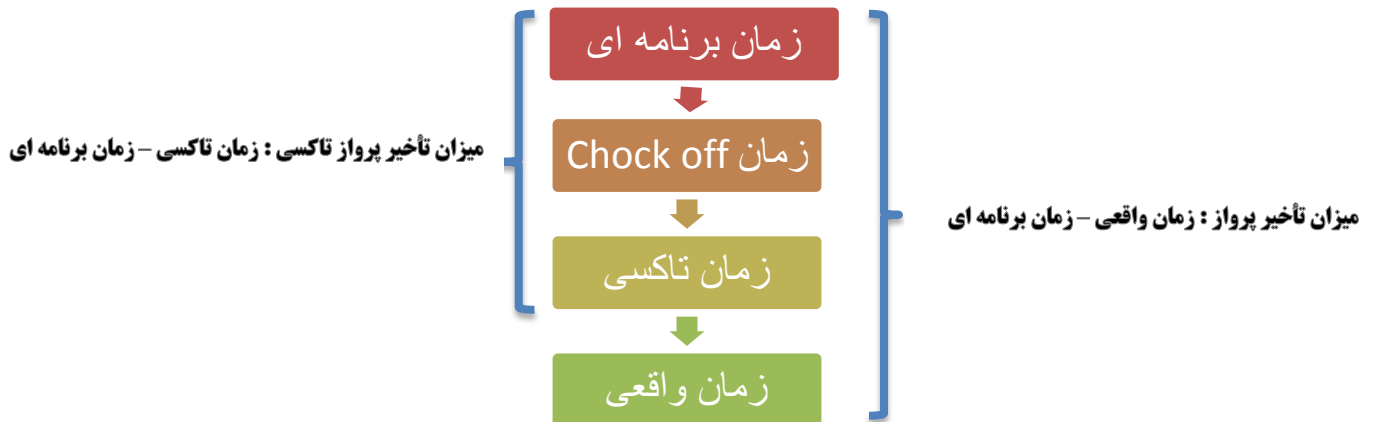 زمان برنامه ای
زمان Chock off
زمان تاکسی
زمان واقعی
میزان تأخیر پرواز : زمان واقعی – زمان برنامه ای
میزان تأخیر پرواز تاکسی : زمان تاکسی – زمان برنامه ای